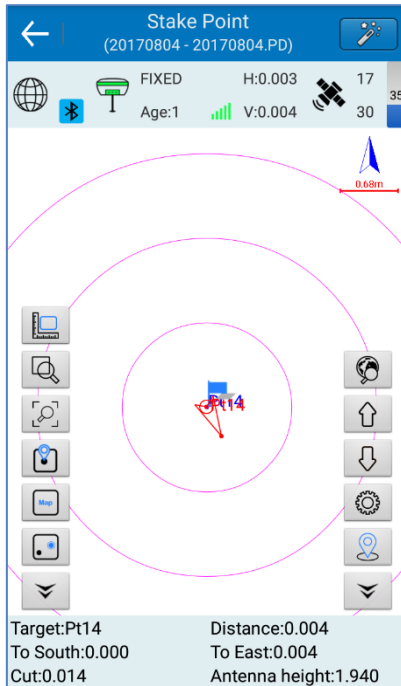 Stake Point
(20170804 - 20170804.PD)
FIXED H:0.003 17
Age:1 V:0.004 30
35
0.68m
Map
Target:Pt14 Distance:0.004
To South:0.000 To East:0.004
Cut:0.014 Antenna height:1.940